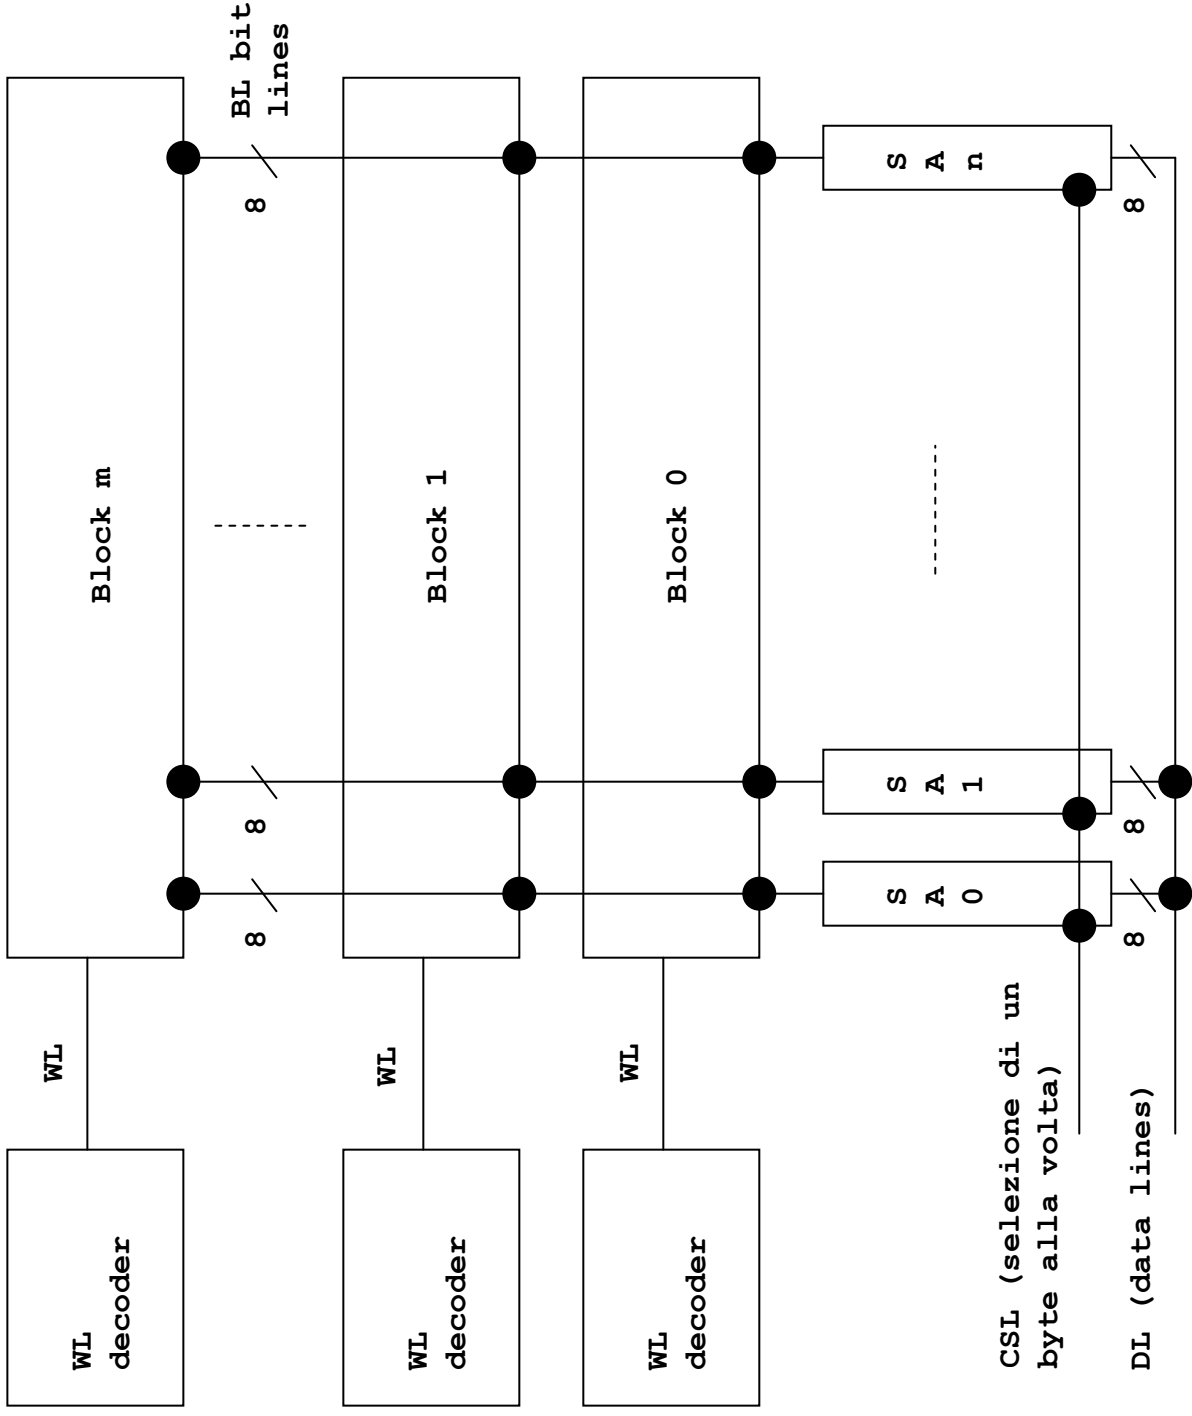 WL
decoder
WL
Block m
BL bit
lines
8
8
8
WL
decoder
WL
Block 1
WL
decoder
WL
Block 0
S
A
0
S
A
1
S
A
n
CSL (selezione di un
byte alla volta)
8
8
8
DL (data lines)